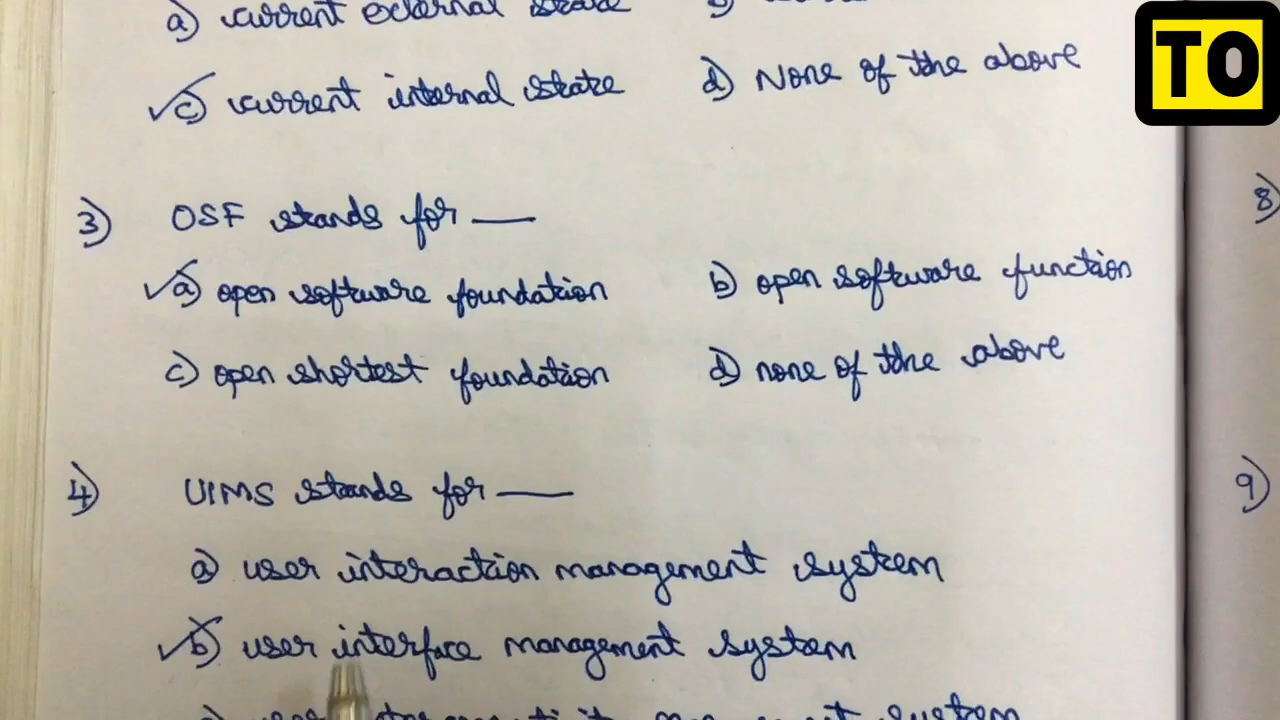 a) current external state
c) current internal state d) None of the above
3) OSF stands for —
a) open software foundation b) open software function
c) open shortest foundation d) none of the above
4) UIMS stands for —
a) user interaction management system
b) user interface management system
user system
8)
9)
TO